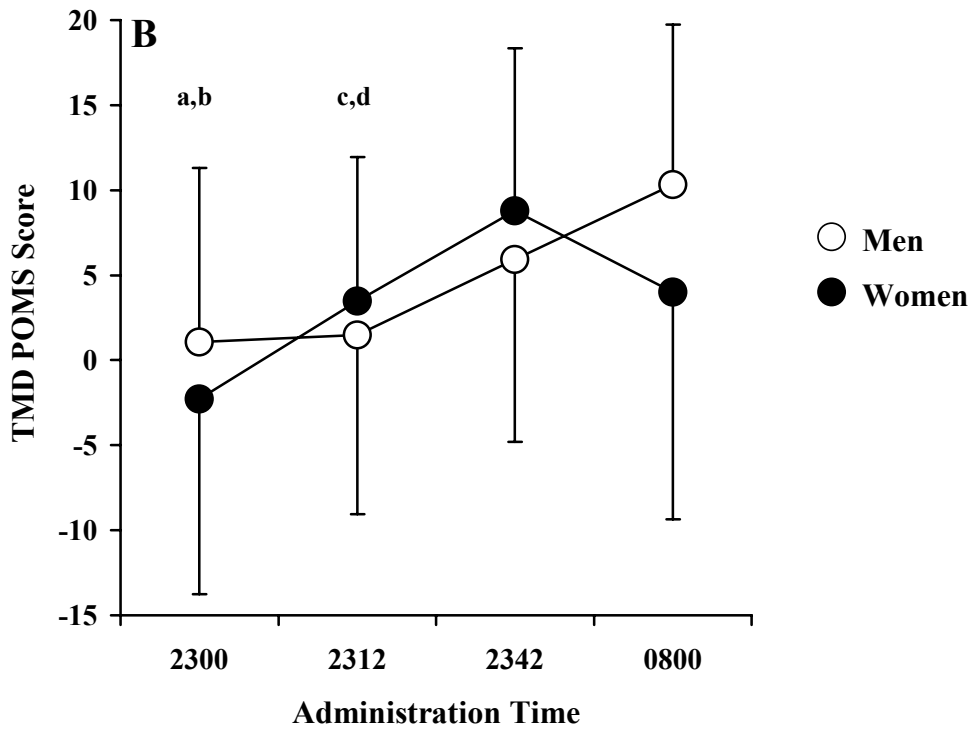 B
20
15
10
5
0
-5
-10
-15
TMD POMS Score
a,b
c,d
2300 2312 2342 0800
Administration Time
Men
Women